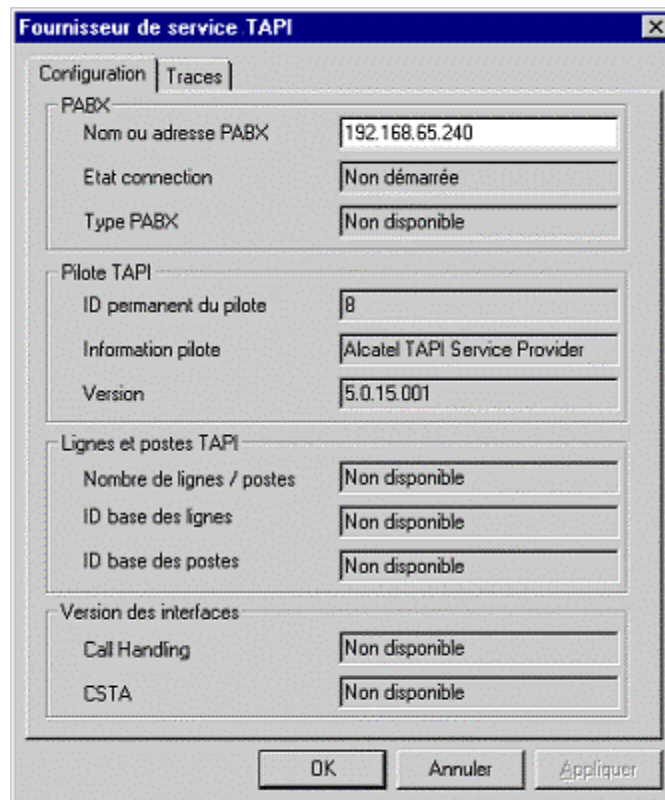 Fournisseur de service TAPI
Configuration Traces
PABX
Nom ou adresse PABX 192.168.65.240
Etat connection Non démarrée
Type PABX Non disponible
Pilote TAPI
ID permanent du pilote 8
Information pilote Alcatel TAPI Service Provider
Version 5.0.15.001
Lignes et postes TAPI
Nombre de lignes / postes Non disponible
ID base des lignes Non disponible
ID base des postes Non disponible
Version des interfaces
Call Handling Non disponible
CSTA Non disponible
OK Annuler Appliquer